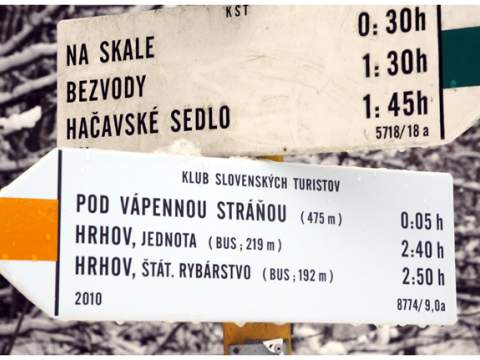 KST
NA SKALE 0:30h
BEZVODY 1:30h
HAČAVSKÉ SEDLO 1:45h
5718/18 a
KLUB SLOVENSKÝCH TURISTOV
POD VÁPENNOU STRÁŇOU (475 m) 0:05 h
HRHOV, JEDNOTA (BUS; 219 m) 2:40 h
HRHOV, ŠTÁT. RYBÁRSTVO (BUS; 192 m) 2:50 h
2010 8774/9,0a